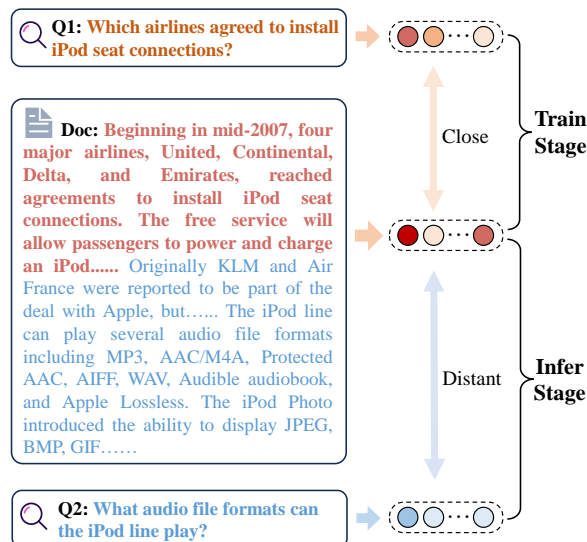 Q1: Which airlines agreed to install
iPod seat connections?
Doc: Beginning in mid-2007, four
major airlines, United, Continental,
Delta, and Emirates, reached
agreements to install iPod seat
connections. The free service will
allow passengers to power and charge
an iPod...... Originally KLM and Air
France were reported to be part of the
deal with Apple, but…... The iPod line
can play several audio file formats
including MP3, AAC/M4A, Protected
AAC, AIFF, WAV, Audible audiobook,
and Apple Lossless. The iPod Photo
introduced the ability to display JPEG,
BMP, GIF……
Q2: What audio file formats can
the iPod line play?
Close
Distant
Train
Stage
Infer
Stage